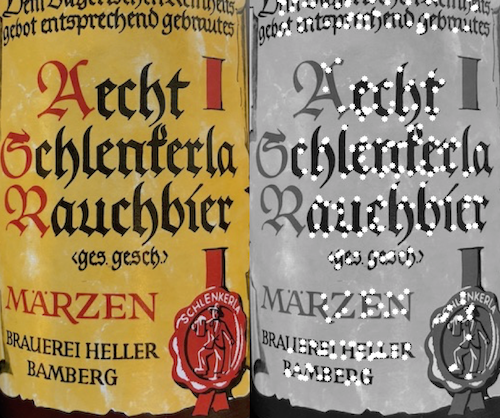 Dem Bayerischen Reinheits
gebot entsprechend gebrautes
Aecht
Schlenkerla
Rauchbier
‹ges. gesch.›
MÄRZEN
SCHLENKERLA
BRAUEREI HELLER
BAMBERG
Dem Bayerischen Reinheits
gebot entsprechend gebrautes
Aecht
Schlenkerla
Rauchbier
‹ges. gesch.›
MÄRZEN
SCHLENKERLA
BRAUEREI HELLER
BAMBERG